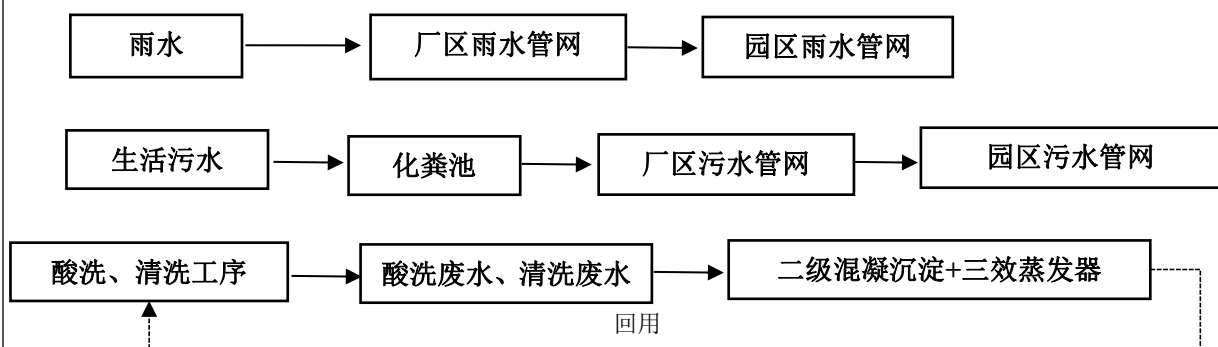 雨水 厂区雨水管网 园区雨水管网
生活污水 化粪池 厂区污水管网 园区污水管网
酸洗、清洗工序 酸洗废水、清洗废水 二级混凝沉淀+三效蒸发器
回用